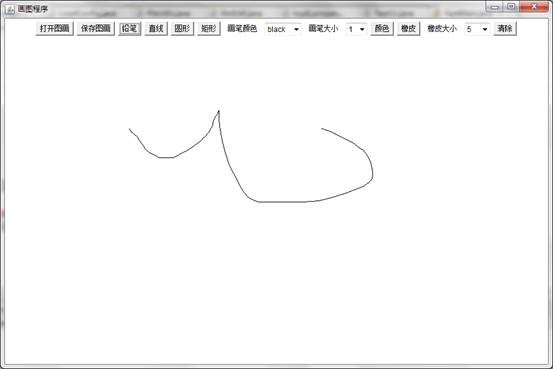 画图程序
打开图画 保存图画 铅笔 直线 圆形 矩形 画笔颜色 black 画笔大小 1 颜色 橡皮 橡皮大小 5 清除